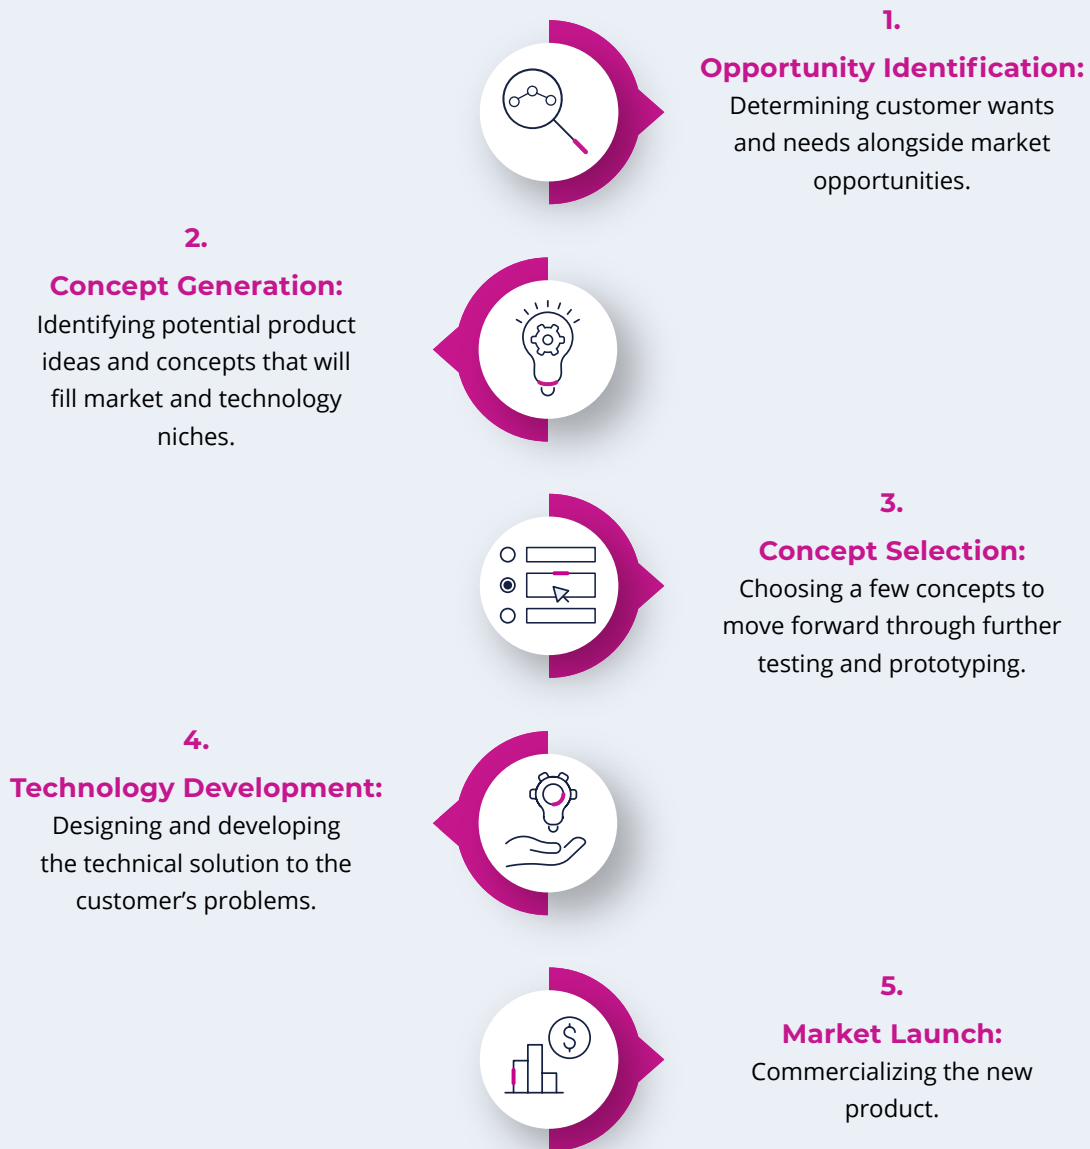 1.
Opportunity Identification:
Determining customer wants
and needs alongside market
opportunities.
2.
Concept Generation:
Identifying potential product
ideas and concepts that will
fill market and technology
niches.
3.
Concept Selection:
Choosing a few concepts to
move forward through further
testing and prototyping.
4.
Technology Development:
Designing and developing
the technical solution to the
customer’s problems.
$
5.
Market Launch:
Commercializing the new
product.